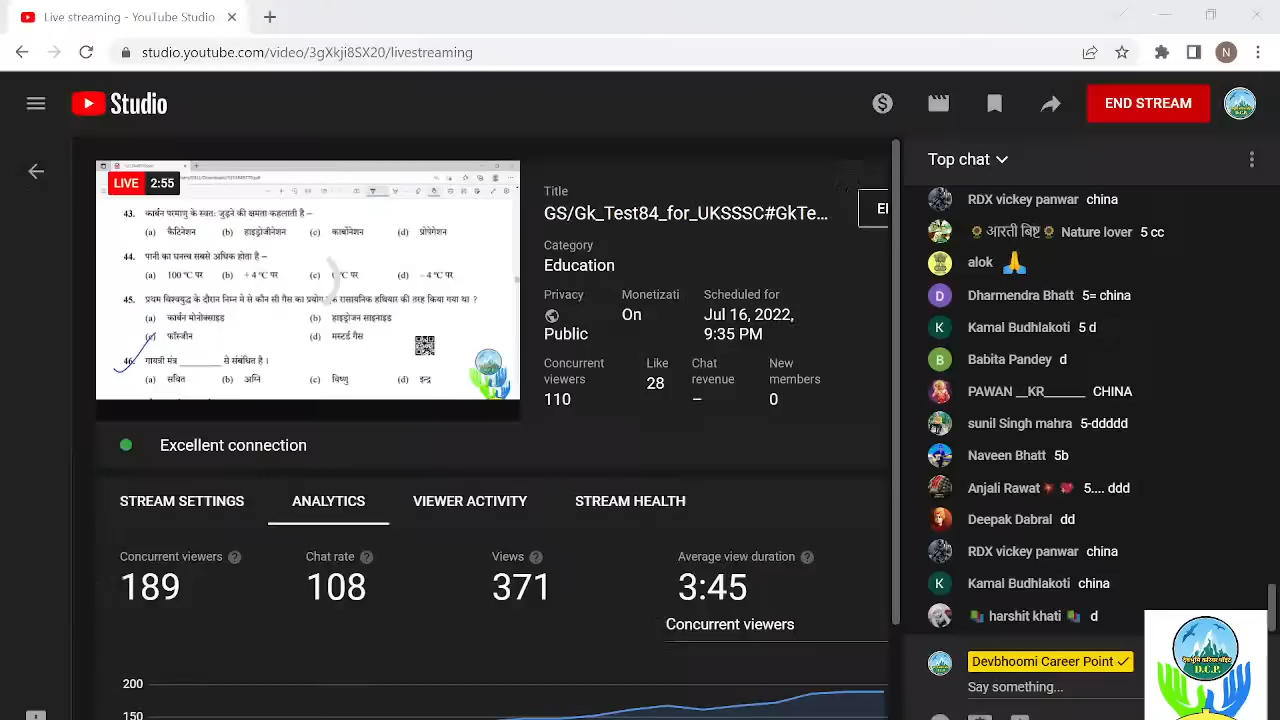 Live streaming - YouTube Studio
studio.youtube.com/video/3gXkji8SX20/livestreaming
N
Studio
END STREAM
LIVE 2:55
43. कार्बन परमाणु के स्वतः जुड़ने की क्षमता कहलाती है –
(a) कैटिनेशन (b) हाइड्रोजीनेशन (c) कार्बोनेशन (d) प्रोपेगेशन
44. पानी का घनत्व सबसे अधिक होता है –
(a) 100 °C पर (b) + 4 °C पर (c) °C पर (d) – 4 °C पर
45. प्रथम विश्वयुद्ध के दौरान निम्न में से कौन सी गैस का प्रयोग रासायनिक हथियार की तरह किया गया था ?
(a) कार्बन मोनोक्साइड (b) हाइड्रोजन साइनाइड
(c) फॉस्जीन (d) मस्टर्ड गैस
46. गायत्री मंत्र ________ से संबंधित है ।
(a) सवित (b) अग्नि (c) विष्णु (d) इन्द्र
Title
GS/Gk_Test84_for_UKSSSC#GkTe...
Category
Education
Privacy
Public
Monetizati
On
Scheduled for
Jul 16, 2022,
9:35 PM
Concurrent
viewers
110
Like
28
Chat
revenue
–
New
members
0
Excellent connection
STREAM SETTINGS ANALYTICS VIEWER ACTIVITY STREAM HEALTH
Concurrent viewers Chat rate Views Average view duration
189 108 371 3:45
Concurrent viewers
200
150
Top chat
RDX vickey panwar china
आरती बिष्ट Nature lover 5 cc
alok
D Dharmendra Bhatt 5= china
K Kamal Budhlakoti 5 d
B Babita Pandey d
PAWAN __KR_______ CHINA
sunil Singh mahra 5-ddddd
Naveen Bhatt 5b
Anjali Rawat 5.... ddd
Deepak Dabral dd
RDX vickey panwar china
K Kamal Budhlakoti china
harshit khati d
Devbhoomi Career Point
Say something...
D.C.P.